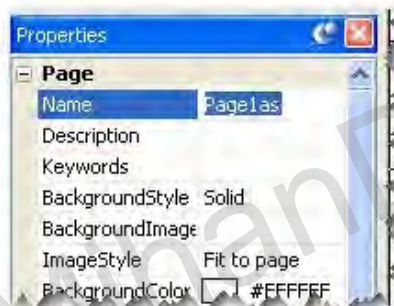 Properties
Page
Name Page1as
Description
Keywords
BackgroundStyle Solid
BackgroundImage
ImageStyle Fit to page
BackgroundColor #FFFFFF